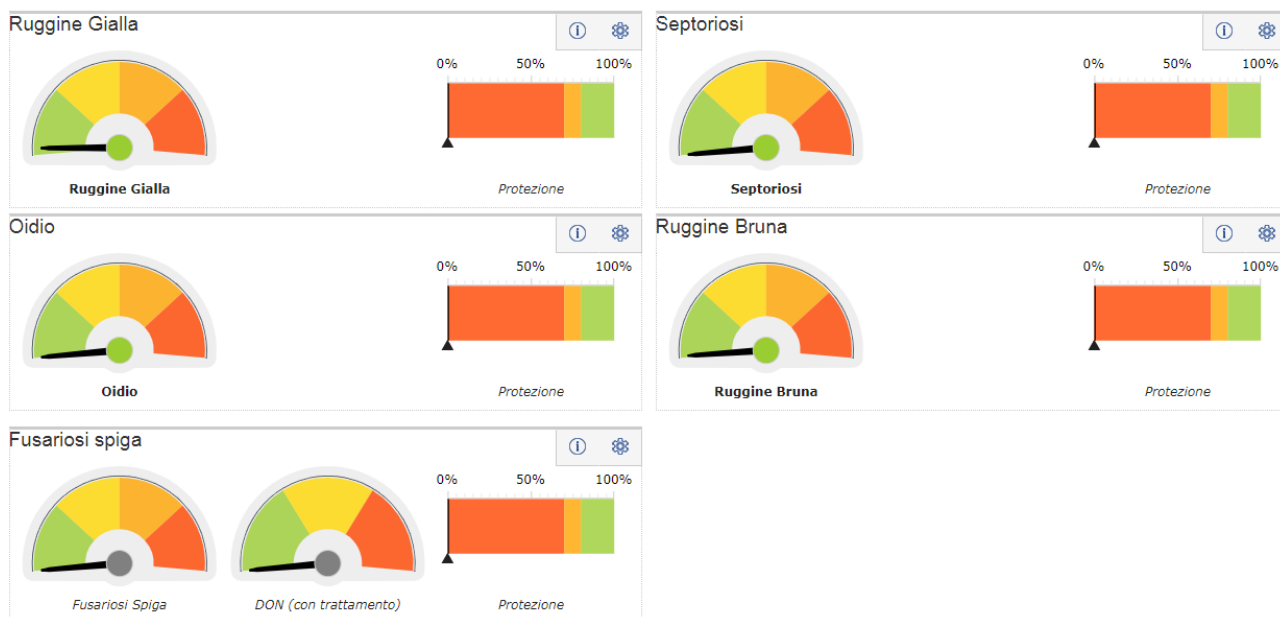 Ruggine Gialla
0% 50% 100%
Ruggine Gialla
Protezione
Septoriosi
0% 50% 100%
Septoriosi
Protezione
Oidio
0% 50% 100%
Oidio
Protezione
Ruggine Bruna
0% 50% 100%
Ruggine Bruna
Protezione
Fusariosi spiga
0% 50% 100%
Fusariosi Spiga
DON (con trattamento)
Protezione